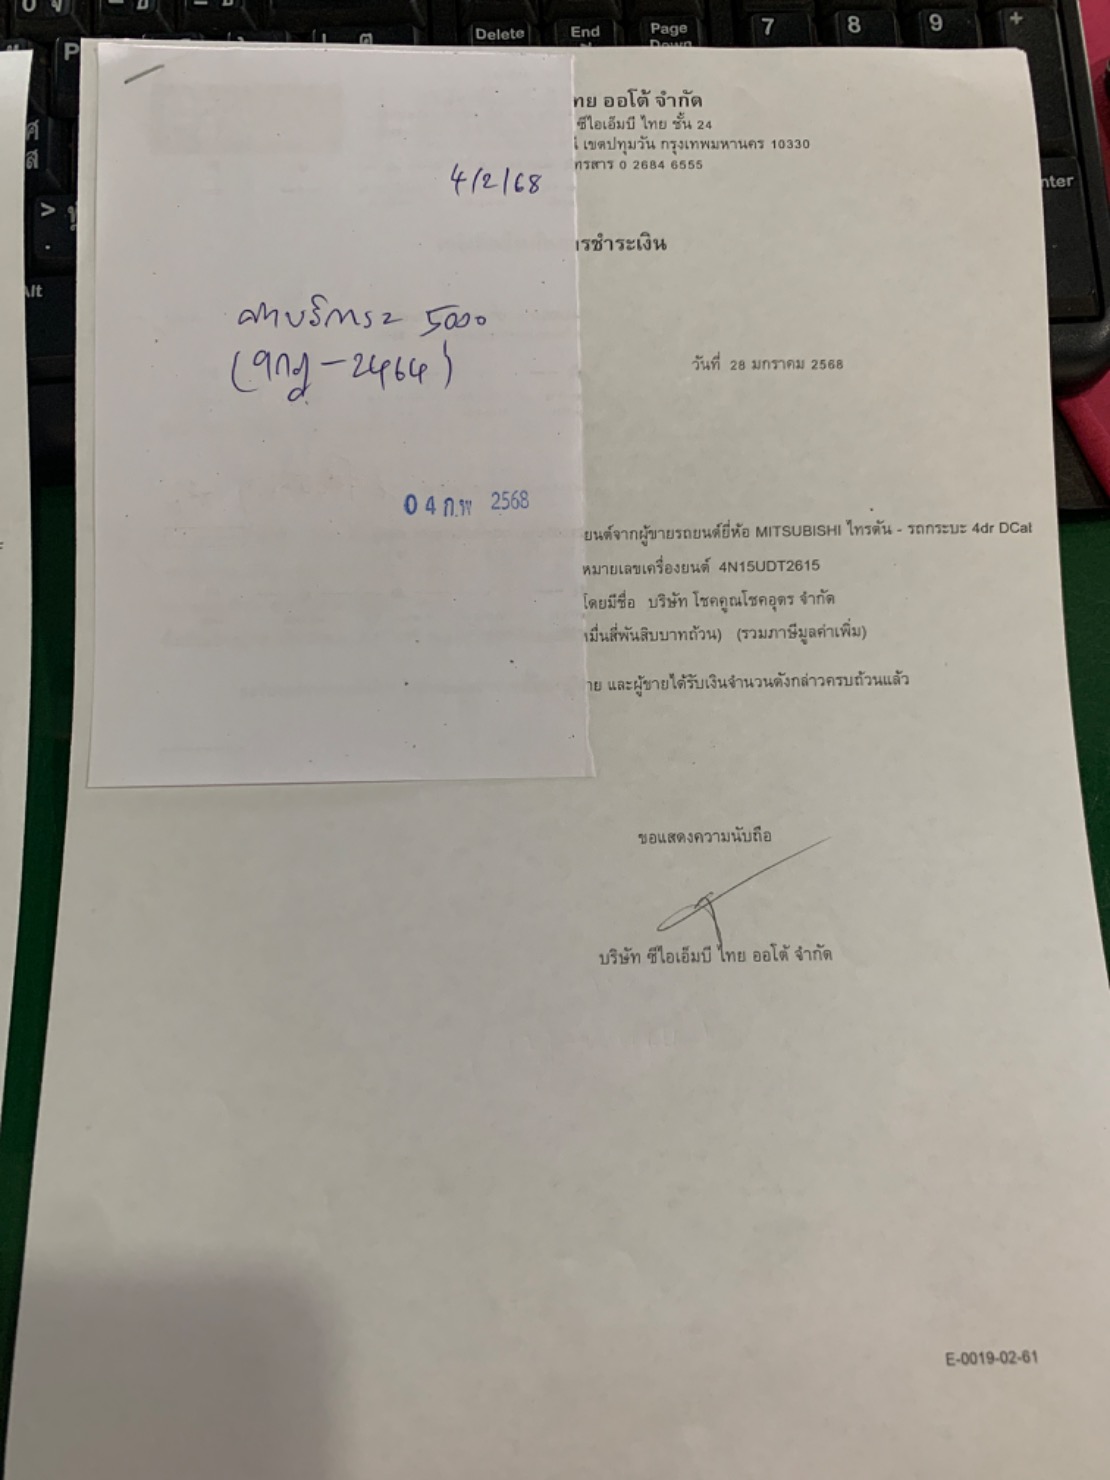 Delete End Page 7 8 9 +
ทย ออโต้ จำกัด
ซีไอเอ็มบี ไทย ชั้น 24
เขตปทุมวัน กรุงเทพมหานคร 10330
ทรสาร 0 2684 6555
4/2/68
ารชำระเงิน
ค่าบริการ 5000
(9กฎ-2464)
วันที่ 28 มกราคม 2568
04 ก.พ 2568
ยนต์จากผู้ขายรถยนต์ยี่ห้อ MITSUBISHI ไทรตัน - รถกระบะ 4dr DCab
หมายเลขเครื่องยนต์ 4N15UDT2615
โดยมีชื่อ บริษัท โชคคูณโชคอุดร จำกัด
หมื่นสี่พันสิบบาทถ้วน) (รวมภาษีมูลค่าเพิ่ม)
าย และผู้ขายได้รับเงินจำนวนดังกล่าวครบถ้วนแล้ว
ขอแสดงความนับถือ
บริษัท ซีไอเอ็มบี ไทย ออโต้ จำกัด
E-0019-02-61